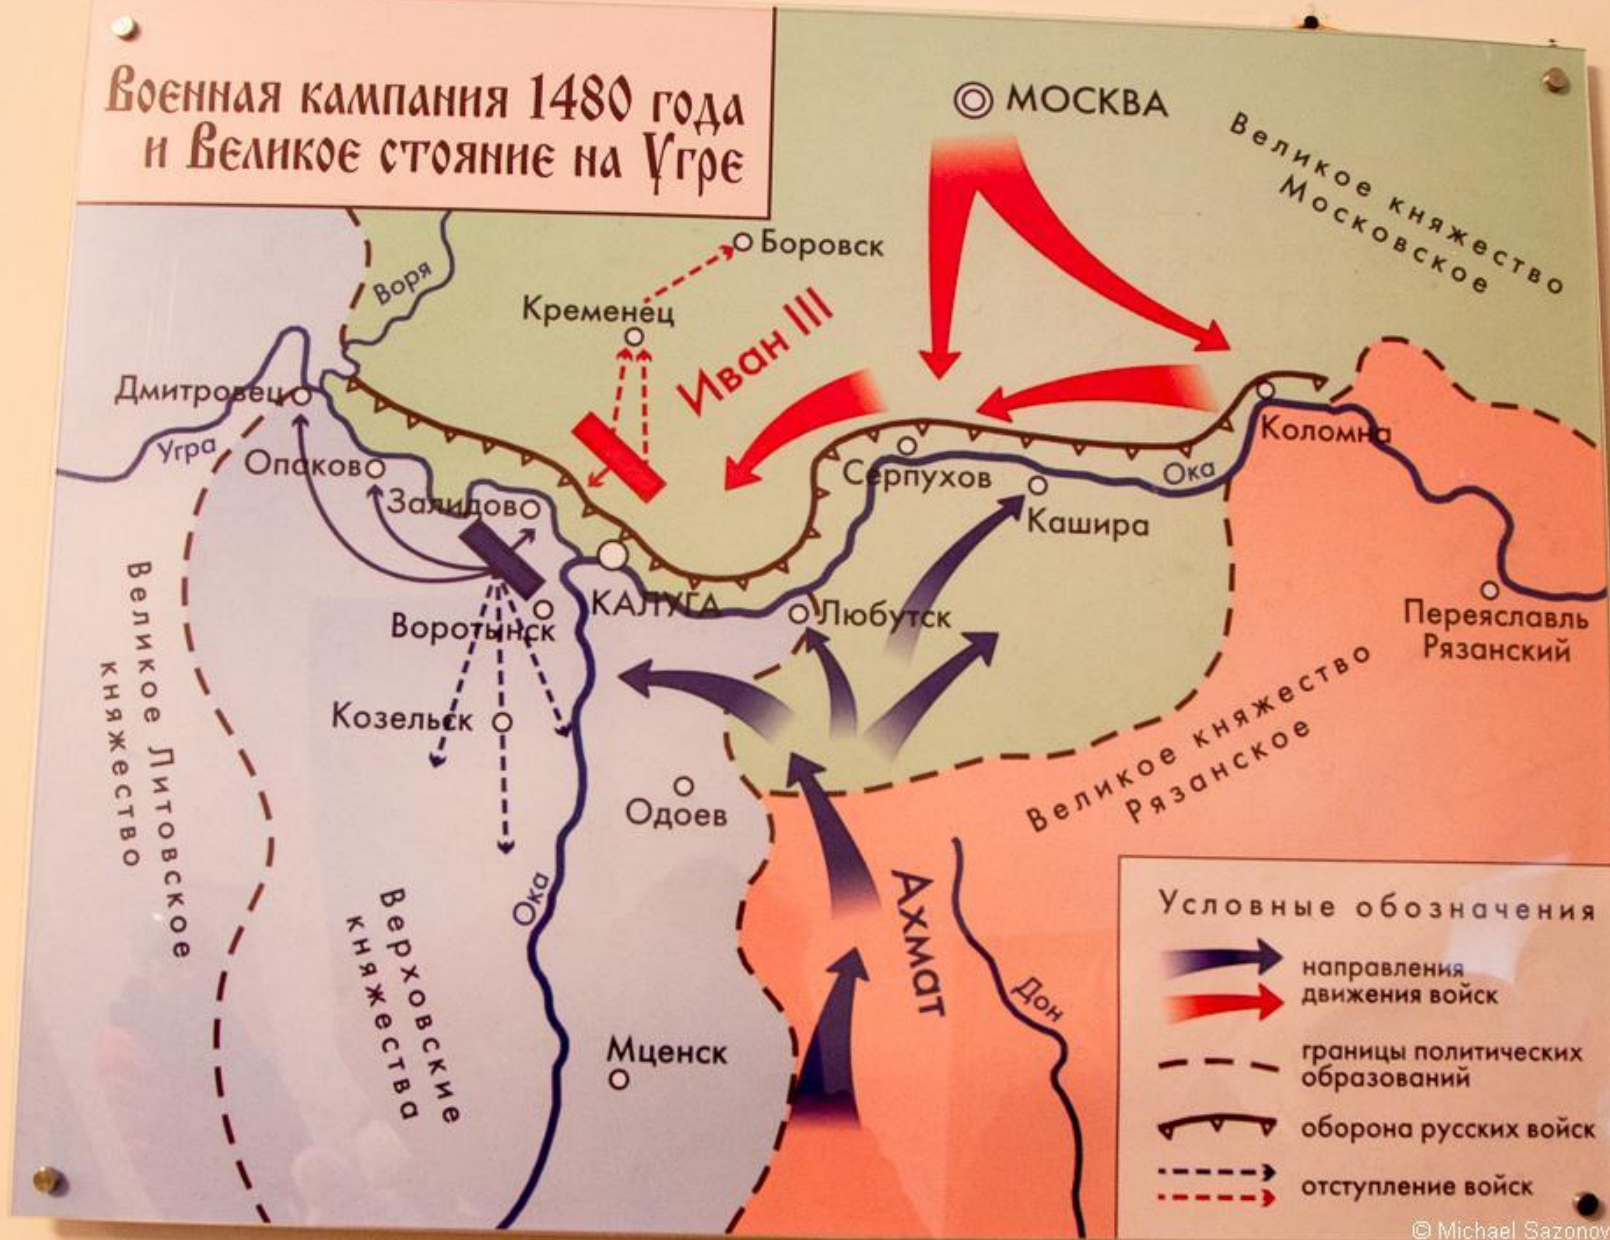 Военная кампания 1480 года
и Великое стояние на Угре
МОСКВА
Великое княжество
Московское
Боровск
Воря
Кременец
Иван III
Дмитровец
Угра
Опаково
Залидово
Серпухов
Ока
Коломна
Кашира
КАЛУГА
Любутск
Воротынск
Переяславль
Рязанский
Великое Литовское
княжество
Козельск
Великое княжество
Рязанское
Одоев
Ока
Ахмат
Верховские
княжества
Дон
Мценск
Условные обозначения
направления
движения войск
границы политических
образований
оборона русских войск
отступление войск
© Michael Sazonov